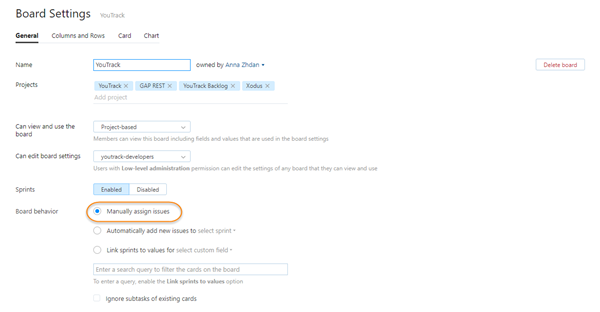 Board Settings YouTrack
General Columns and Rows Card Chart
Name YouTrack owned by Anna Zhdan Delete board
Projects YouTrack × GAP REST × YouTrack Backlog × Xodus ×
Add project
Can view and use the board Project-based
Members can view this board including fields and values that are used in the board settings
Can edit board settings youtrack-developers
Users with Low-level administration permission can edit the settings of any board that they can view and use
Sprints Enabled Disabled
Board behavior Manually assign issues
Automatically add new issues to select sprint
Link sprints to values for select custom field
Enter a search query to filter the cards on the board
To enter a query, enable the Link sprints to values option
Ignore subtasks of existing cards